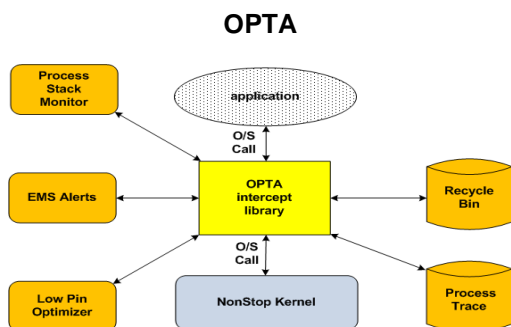 OPTA
Process
Stack
Monitor
application
O/S
Call
EMS Alerts
OPTA
intercept
library
Recycle
Bin
O/S
Call
Low Pin
Optimizer
NonStop Kernel
Process
Trace